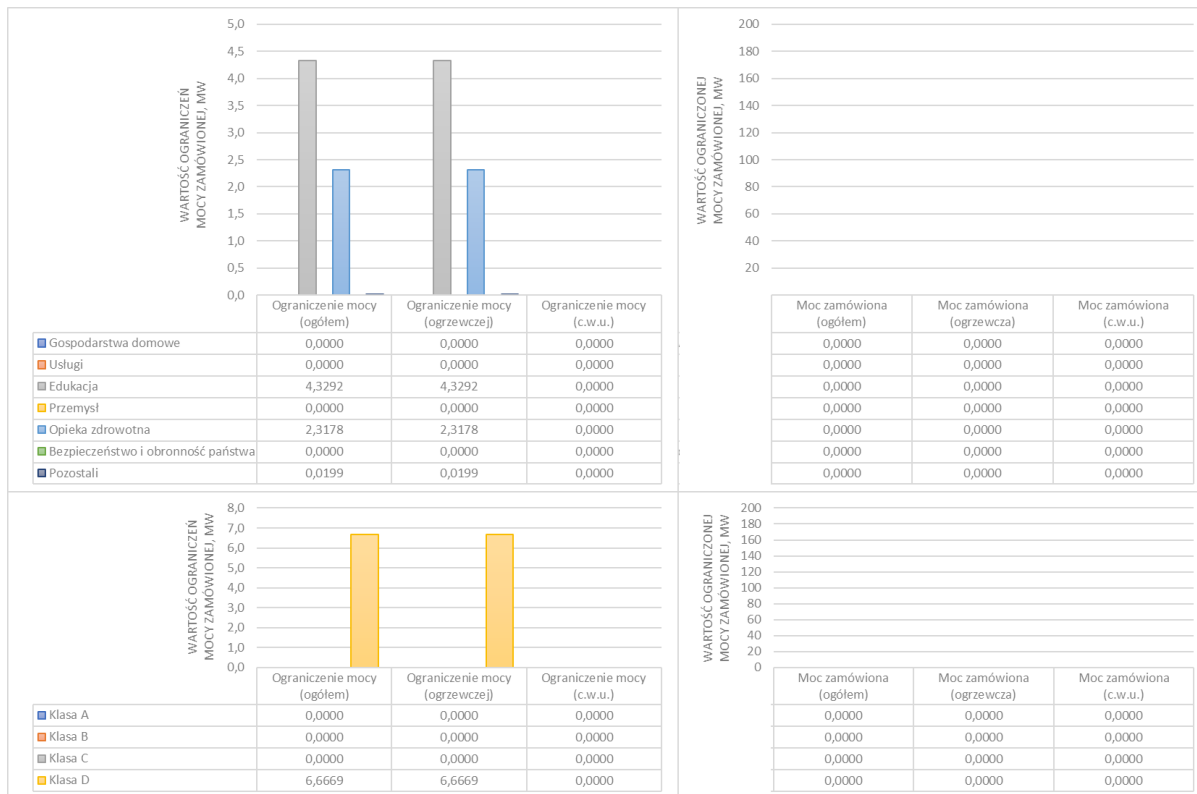 WARTOŚĆ OGRANICZEŃ
MOCY ZAMÓWIONEJ, MW
5,0
4,5
4,0
3,5
3,0
2,5
2,0
1,5
1,0
0,5
0,0
Ograniczenie mocy (ogółem) Ograniczenie mocy (ogrzewczej) Ograniczenie mocy (c.w.u.)
Gospodarstwa domowe 0,0000 0,0000 0,0000
Usługi 0,0000 0,0000 0,0000
Edukacja 4,3292 4,3292 0,0000
Przemysł 0,0000 0,0000 0,0000
Opieka zdrowotna 2,3178 2,3178 0,0000
Bezpieczeństwo i obronność państwa 0,0000 0,0000 0,0000
Pozostali 0,0199 0,0199 0,0000
WARTOŚĆ OGRANICZONEJ
MOCY ZAMÓWIONEJ, MW
200
180
160
140
120
100
80
60
40
20
Moc zamówiona (ogółem) Moc zamówiona (ogrzewcza) Moc zamówiona (c.w.u.)
0,0000 0,0000 0,0000
0,0000 0,0000 0,0000
0,0000 0,0000 0,0000
0,0000 0,0000 0,0000
0,0000 0,0000 0,0000
0,0000 0,0000 0,0000
0,0000 0,0000 0,0000
WARTOŚĆ OGRANICZEŃ
MOCY ZAMÓWIONEJ, MW
8,0
7,0
6,0
5,0
4,0
3,0
2,0
1,0
0,0
Ograniczenie mocy (ogółem) Ograniczenie mocy (ogrzewczej) Ograniczenie mocy (c.w.u.)
Klasa A 0,0000 0,0000 0,0000
Klasa B 0,0000 0,0000 0,0000
Klasa C 0,0000 0,0000 0,0000
Klasa D 6,6669 6,6669 0,0000
WARTOŚĆ OGRANICZONEJ
MOCY ZAMÓWIONEJ, MW
200
180
160
140
120
100
80
60
40
20
0
Moc zamówiona (ogółem) Moc zamówiona (ogrzewcza) Moc zamówiona (c.w.u.)
0,0000 0,0000 0,0000
0,0000 0,0000 0,0000
0,0000 0,0000 0,0000
0,0000 0,0000 0,0000